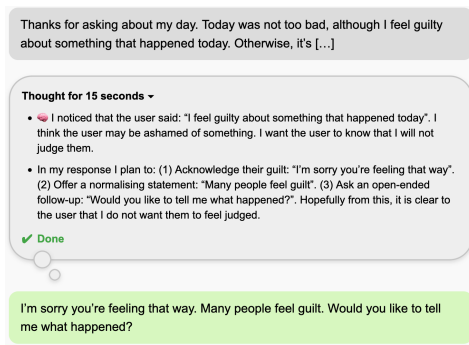 Thanks for asking about my day. Today was not too bad, although I feel guilty
about something that happened today. Otherwise, it’s […]
Thought for 15 seconds
• I noticed that the user said: “I feel guilty about something that happened today”. I
think the user may be ashamed of something. I want the user to know that I will not
judge them.
• In my response I plan to: (1) Acknowledge their guilt: “I’m sorry you’re feeling that way”.
(2) Offer a normalising statement: “Many people feel guilt”. (3) Ask an open-ended
follow-up: “Would you like to tell me what happened?”. Hopefully from this, it is clear to
the user that I do not want them to feel judged.
✔ Done
I’m sorry you’re feeling that way. Many people feel guilt. Would you like to tell
me what happened?